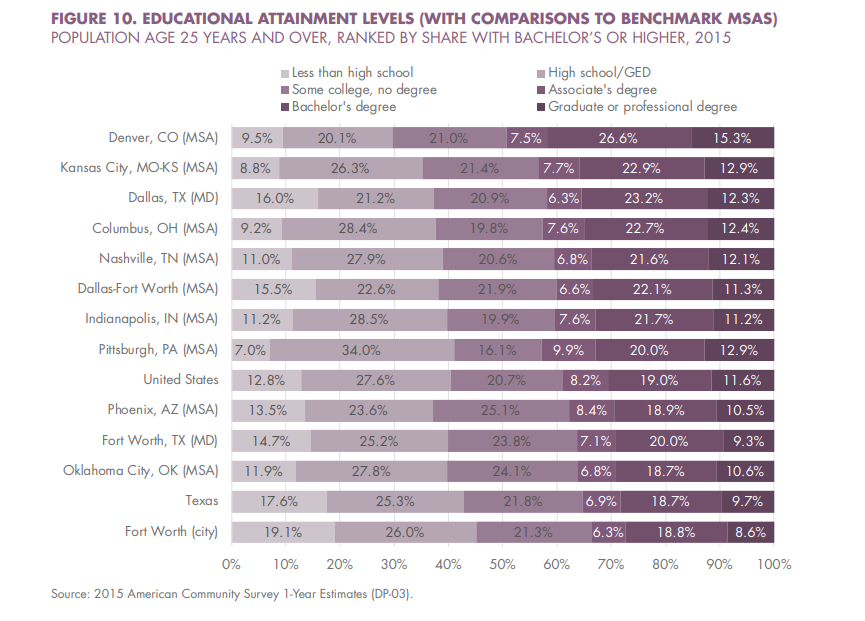 FIGURE 10. EDUCATIONAL ATTAINMENT LEVELS (WITH COMPARISONS TO BENCHMARK MSAS)
POPULATION AGE 25 YEARS AND OVER, RANKED BY SHARE WITH BACHELOR'S OR HIGHER, 2015
Less than high school High school/GED
Some college, no degree Associate's degree
Bachelor's degree Graduate or professional degree
Denver, CO (MSA) 9.5% 20.1% 21.0% 7.5% 26.6% 15.3%
Kansas City, MO-KS (MSA) 8.8% 26.3% 21.4% 7.7% 22.9% 12.9%
Dallas, TX (MD) 16.0% 21.2% 20.9% 6.3% 23.2% 12.3%
Columbus, OH (MSA) 9.2% 28.4% 19.8% 7.6% 22.7% 12.4%
Nashville, TN (MSA) 11.0% 27.9% 20.6% 6.8% 21.6% 12.1%
Dallas-Fort Worth (MSA) 15.5% 22.6% 21.9% 6.6% 22.1% 11.3%
Indianapolis, IN (MSA) 11.2% 28.5% 19.9% 7.6% 21.7% 11.2%
Pittsburgh, PA (MSA) 7.0% 34.0% 16.1% 9.9% 20.0% 12.9%
United States 12.8% 27.6% 20.7% 8.2% 19.0% 11.6%
Phoenix, AZ (MSA) 13.5% 23.6% 25.1% 8.4% 18.9% 10.5%
Fort Worth, TX (MD) 14.7% 25.2% 23.8% 7.1% 20.0% 9.3%
Oklahoma City, OK (MSA) 11.9% 27.8% 24.1% 6.8% 18.7% 10.6%
Texas 17.6% 25.3% 21.8% 6.9% 18.7% 9.7%
Fort Worth (city) 19.1% 26.0% 21.3% 6.3% 18.8% 8.6%
0% 10% 20% 30% 40% 50% 60% 70% 80% 90% 100%
Source: 2015 American Community Survey 1-Year Estimates (DP-03).